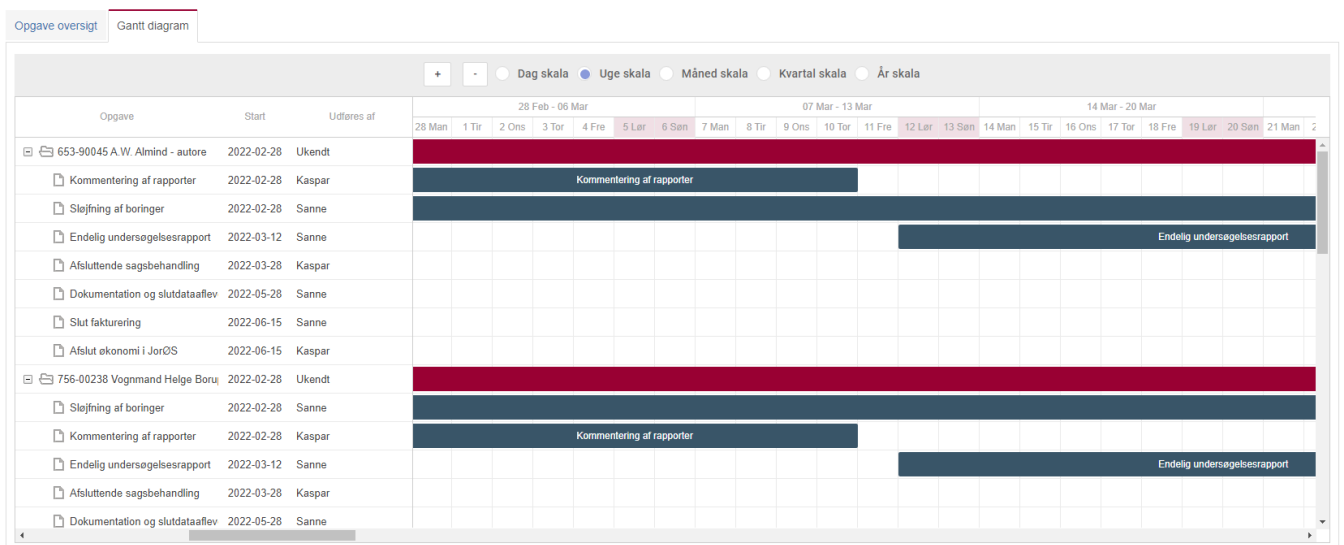 Opgave oversigt Gantt diagram
+ - Dag skala Uge skala Måned skala Kvartal skala År skala
Opgave Start Udføres af 28 Feb - 06 Mar 07 Mar - 13 Mar 14 Mar - 20 Mar
28 Man 1 Tir 2 Ons 3 Tor 4 Fre 5 Lør 6 Søn 7 Man 8 Tir 9 Ons 10 Tor 11 Fre 12 Lør 13 Søn 14 Man 15 Tir 16 Ons 17 Tor 18 Fre 19 Lør 20 Søn 21 Man 2
653-90045 A.W. Almind - autore 2022-02-28 Ukendt
Kommentering af rapporter 2022-02-28 Kaspar Kommentering af rapporter
Sløjfning af boringer 2022-02-28 Sanne
Endelig undersøgelsesrapport 2022-03-12 Sanne Endelig undersøgelsesrapport
Afsluttende sagsbehandling 2022-03-28 Kaspar
Dokumentation og slutdataaflev 2022-05-28 Sanne
Slut fakturering 2022-06-15 Sanne
Afslut økonomi i JorØS 2022-06-15 Kaspar
756-00238 Vognmand Helge Boru 2022-02-28 Ukendt
Sløjfning af boringer 2022-02-28 Sanne
Kommentering af rapporter 2022-02-28 Kaspar Kommentering af rapporter
Endelig undersøgelsesrapport 2022-03-12 Sanne Endelig undersøgelsesrapport
Afsluttende sagsbehandling 2022-03-28 Kaspar
Dokumentation og slutdataaflev 2022-05-28 Sanne